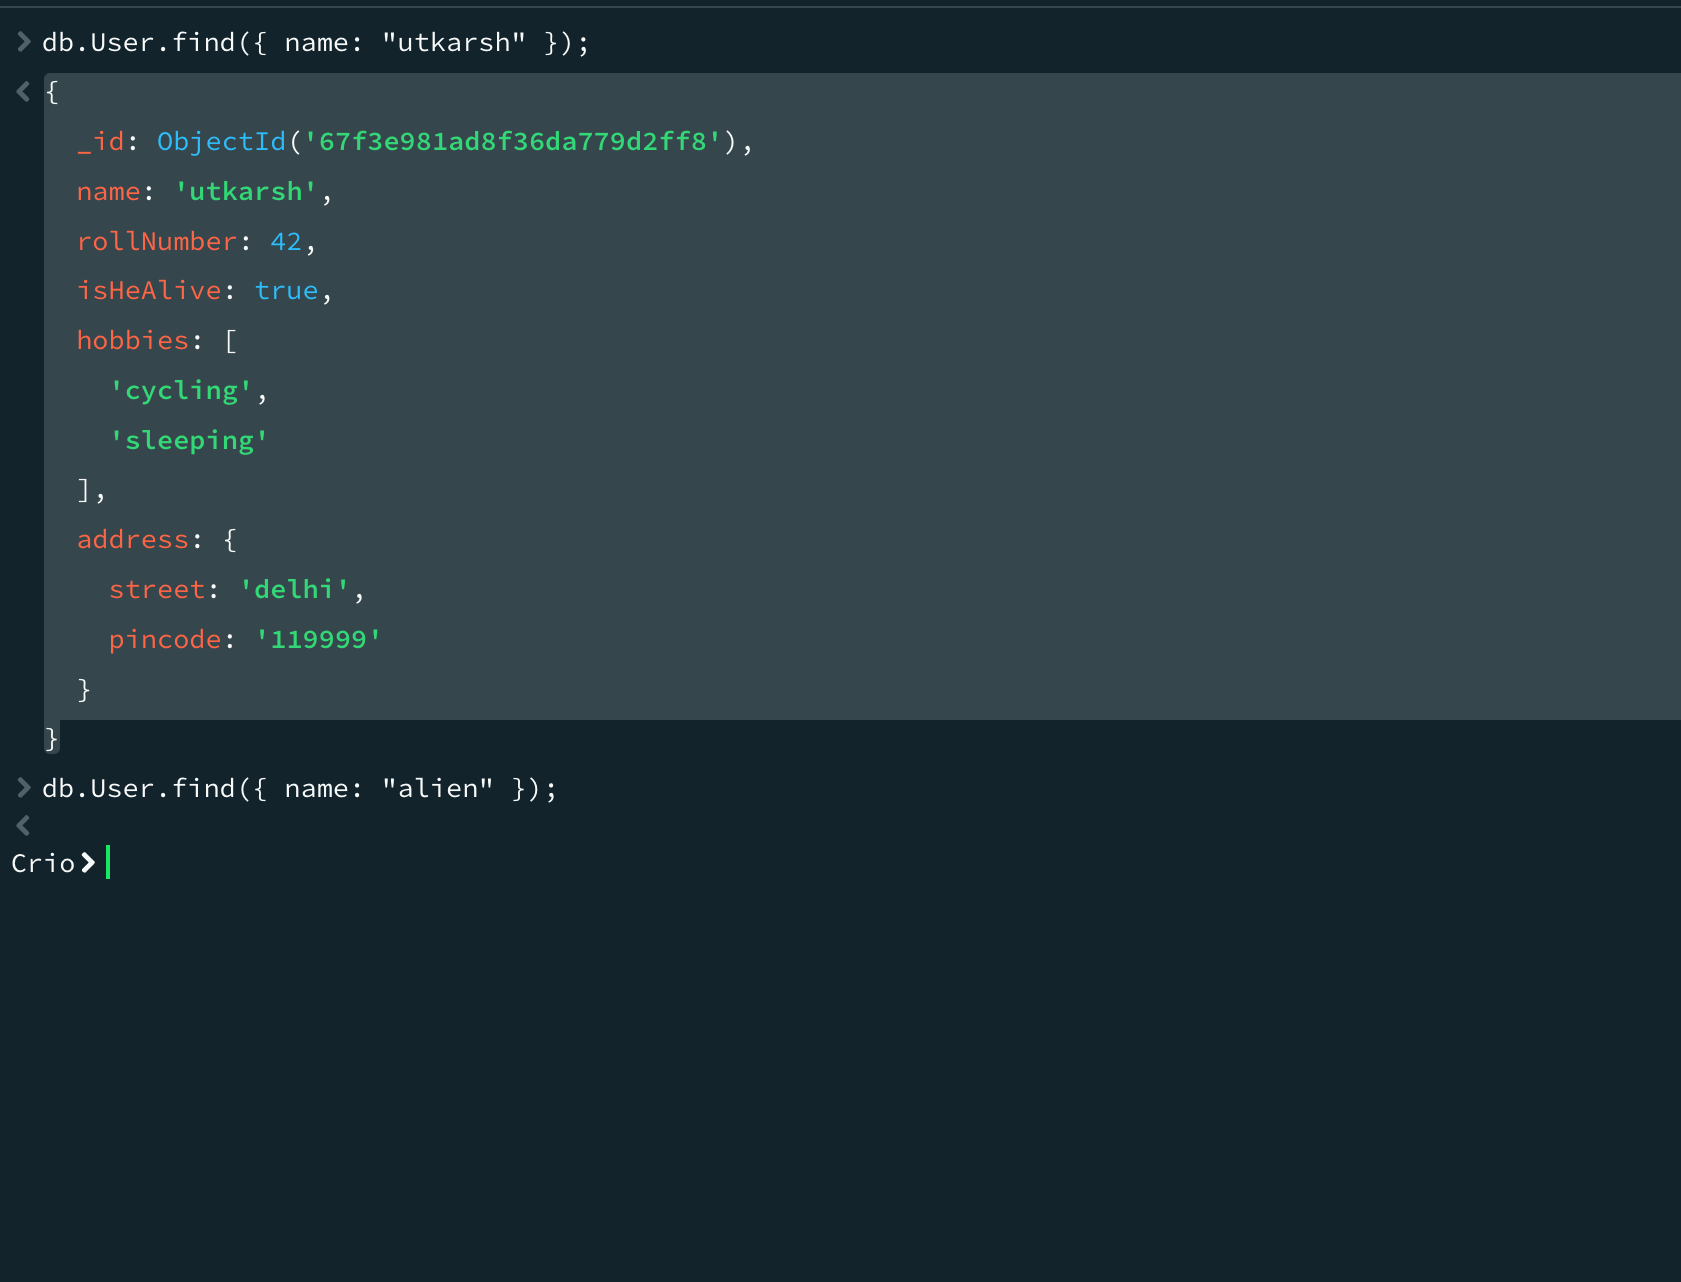 > db.User.find({ name: "utkarsh" });
< {
  _id: ObjectId('67f3e981ad8f36da779d2ff8'),
  name: 'utkarsh',
  rollNumber: 42,
  isHeAlive: true,
  hobbies: [
    'cycling',
    'sleeping'
  ],
  address: {
    street: 'delhi',
    pincode: '119999'
  }
}
> db.User.find({ name: "alien" });
<
Crio>